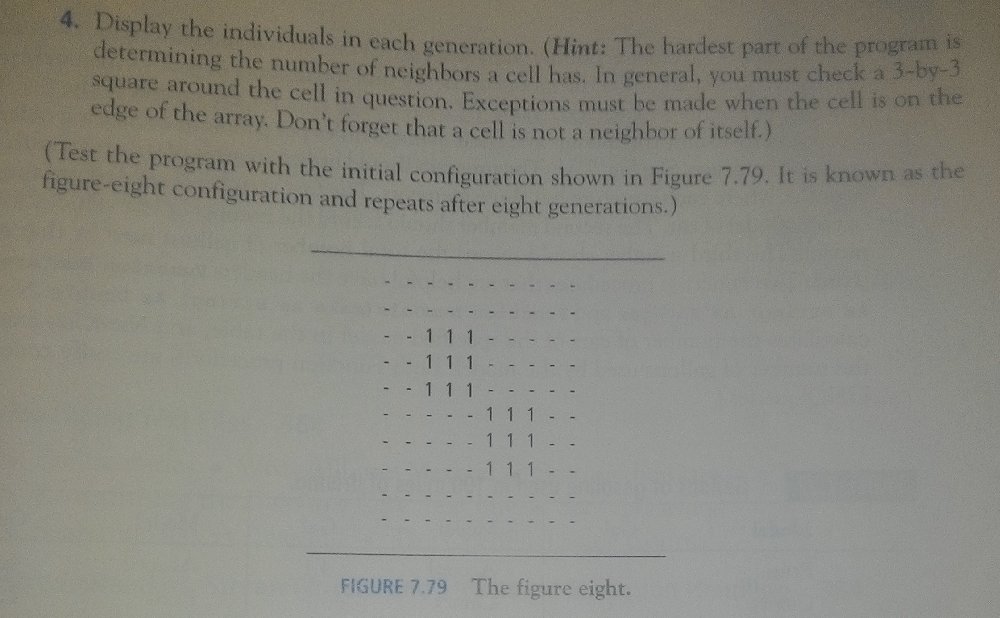 4. Display the individuals in each generation. (Hint: The hardest part of the program is
determining the number of neighbors a cell has. In general, you must check a 3-by-3
square around the cell in question. Exceptions must be made when the cell is on the
edge of the array. Don't forget that a cell is not a neighbor of itself.)
(Test the program with the initial configuration shown in Figure 7.79. It is known as the
figure-eight configuration and repeats after eight generations.)
- - - - - - - - - -
- - - - - - - - - -
- - 1 1 1 - - - - -
- - 1 1 1 - - - - -
- - 1 1 1 - - - - -
- - - - - 1 1 1 - -
- - - - - 1 1 1 - -
- - - - - 1 1 1 - -
- - - - - - - - - -
- - - - - - - - - -
FIGURE 7.79 The figure eight.